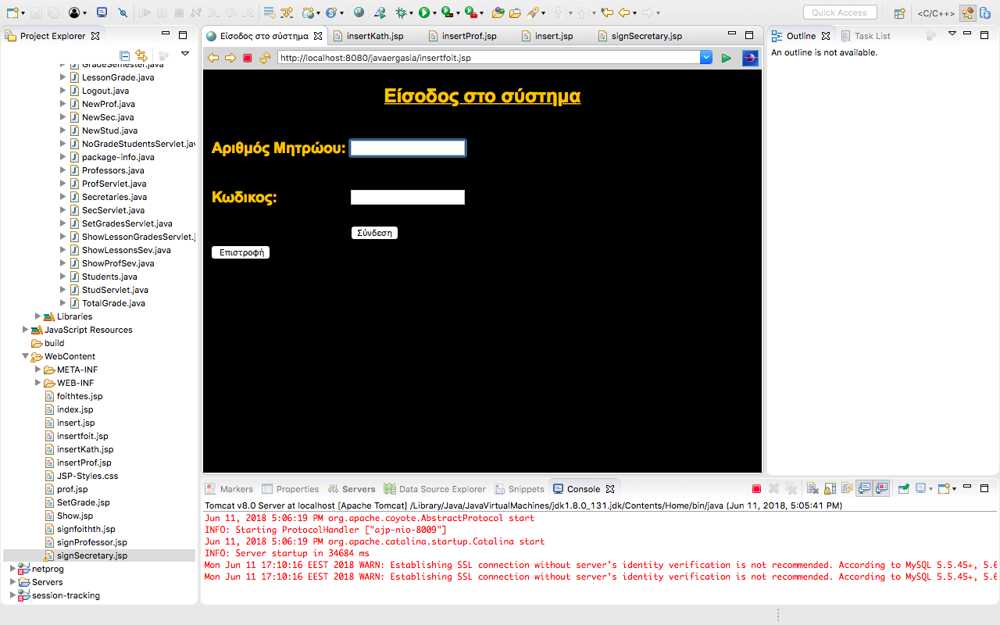 Quick Access
<C/C++>
Project Explorer
GradeSemester.java
LessonGrade.java
Logout.java
NewProf.java
NewSec.java
NewStud.java
NoGradeStudentsServlet.jav
package-info.java
Professors.java
ProfServlet.java
Secretaries.java
SecServlet.java
SetGradesServlet.java
ShowLessonGradesServlet.j
ShowLessonsSev.java
ShowProfSev.java
Students.java
StudServlet.java
TotalGrade.java
Libraries
JavaScript Resources
build
WebContent
META-INF
WEB-INF
foithtes.jsp
index.jsp
insert.jsp
insertfoit.jsp
insertKath.jsp
insertProf.jsp
JSP-Styles.css
prof.jsp
SetGrade.jsp
Show.jsp
signfoithth.jsp
signProfessor.jsp
signSecretary.jsp
netprog
Servers
session-tracking
Είσοδος στο σύστημα insertKath.jsp insertProf.jsp insert.jsp signSecretary.jsp
http://localhost:8080/javaergasia/insertfoit.jsp
Είσοδος στο σύστημα
Αριθμός Μητρώου:
Κωδικος:
Σύνδεση
Επιστροφή
Outline Task List
An outline is not available.
Markers Properties Servers Data Source Explorer Snippets Console
Tomcat v8.0 Server at localhost [Apache Tomcat] /Library/Java/JavaVirtualMachines/jdk1.8.0_131.jdk/Contents/Home/bin/java (Jun 11, 2018, 5:05:41 PM)
Jun 11, 2018 5:06:19 PM org.apache.coyote.AbstractProtocol start
INFO: Starting ProtocolHandler ["ajp-nio-8009"]
Jun 11, 2018 5:06:19 PM org.apache.catalina.startup.Catalina start
INFO: Server startup in 34684 ms
Mon Jun 11 17:10:16 EEST 2018 WARN: Establishing SSL connection without server's identity verification is not recommended. According to MySQL 5.5.45+, 5.6
Mon Jun 11 17:10:16 EEST 2018 WARN: Establishing SSL connection without server's identity verification is not recommended. According to MySQL 5.5.45+, 5.6